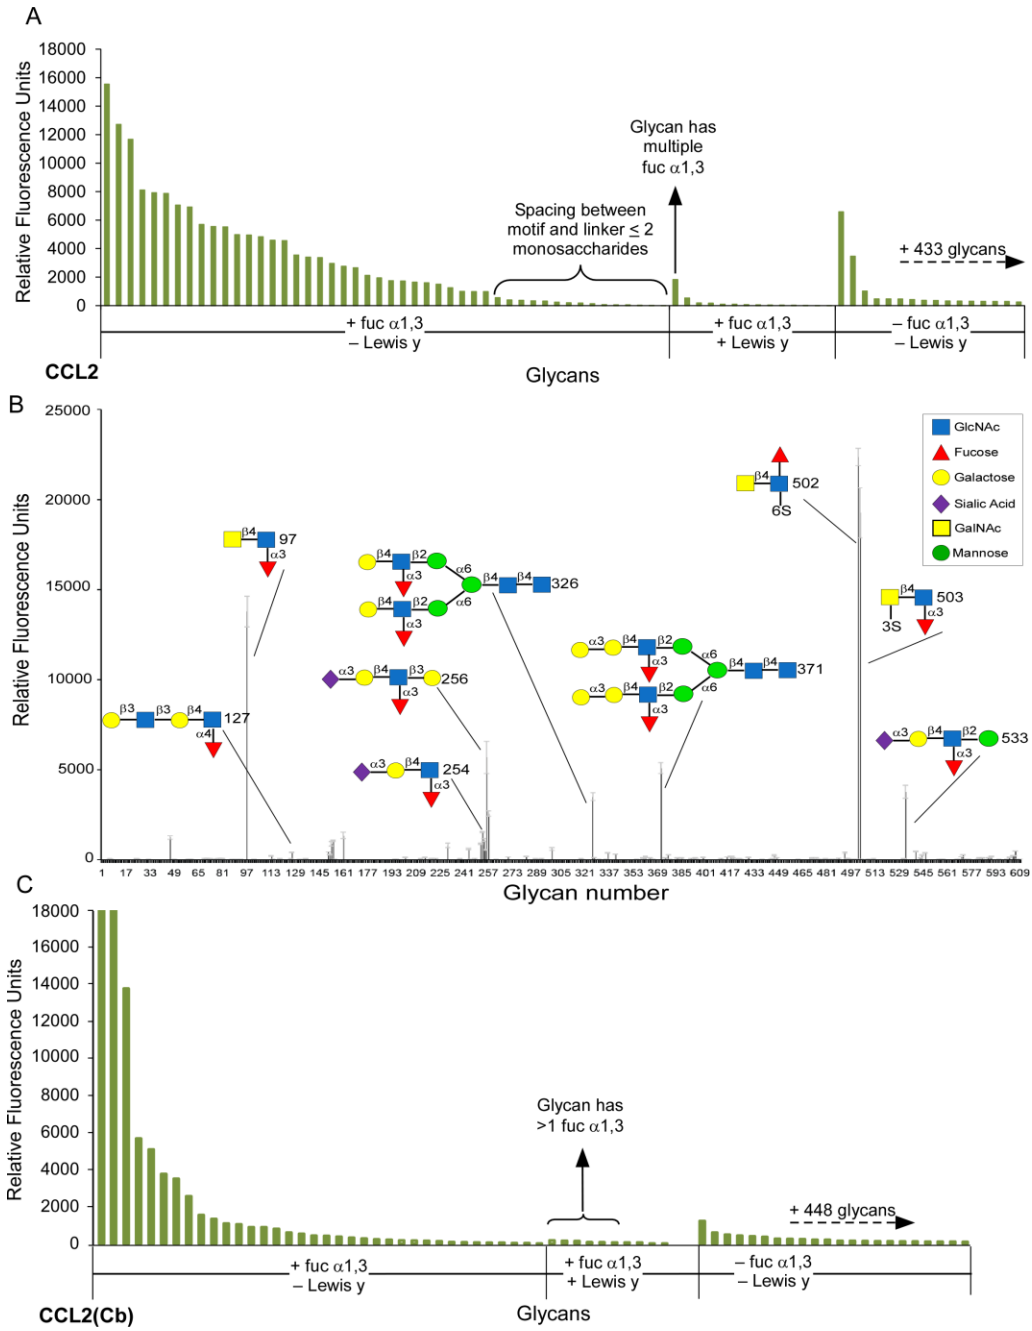 A
Relative Fluorescence Units
18000
16000
14000
12000
10000
8000
6000
4000
2000
0
Glycan has
multiple
fuc α1,3
Spacing between
motif and linker ≤ 2
monosaccharides
+ 433 glycans
+ fuc α1,3
– Lewis y
+ fuc α1,3
+ Lewis y
– fuc α1,3
– Lewis y
CCL2
Glycans
B
Relative Fluorescence Units
25000
20000
15000
10000
5000
0
GlcNAc
Fucose
Galactose
Sialic Acid
GalNAc
Mannose
β4 502
6S
β4 97
α3
β4 β2
α3
α6
β4 β4 326
α6
β4 β2
α3
β4 503
3S α3
α3 β4 β2
α3
α6
β4 β4 371
α6
α3 β4 β2
α3
α3 β4 β3 256
α3
β3 β3 β4 127
α4
α3 β4 254
α3
α3 β4 β2 533
α3
1 17 33 49 65 81 97 113 129 145 161 177 193 209 225 241 257 273 289 305 321 337 353 369 385 401 417 433 449 465 481 497 513 529 545 561 577 593 609
Glycan number
C
Relative Fluorescence Units
18000
16000
14000
12000
10000
8000
6000
4000
2000
0
Glycan has
>1 fuc α1,3
+ 448 glycans
+ fuc α1,3
– Lewis y
+ fuc α1,3
+ Lewis y
– fuc α1,3
– Lewis y
CCL2(Cb)
Glycans